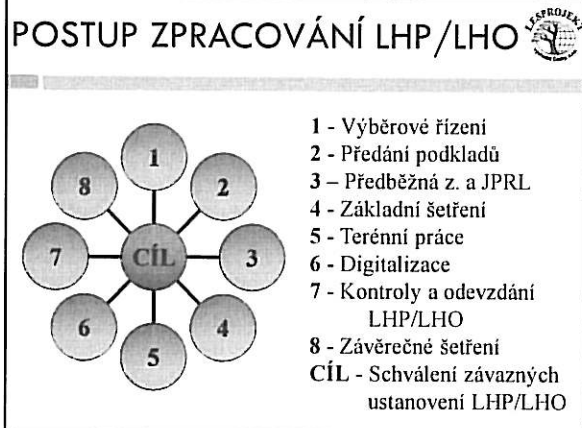 POSTUP ZPRACOVÁNÍ LHP/LHO
LESPROJEKT
1
2
3
4
5
6
7
8
CÍL
1 - Výběrové řízení
2 - Předání podkladů
3 – Předběžná z. a JPRL
4 - Základní šetření
5 - Terénní práce
6 - Digitalizace
7 - Kontroly a odevzdání
LHP/LHO
8 - Závěrečné šetření
CÍL - Schválení závazných
ustanovení LHP/LHO